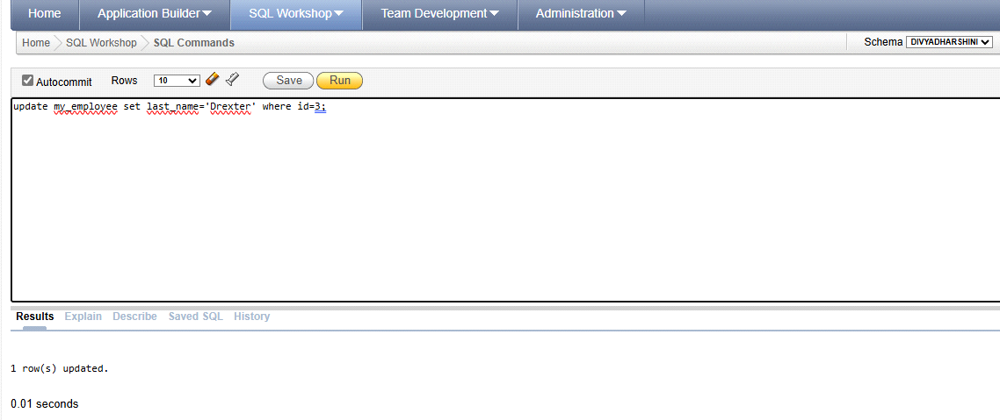 Home Application Builder SQL Workshop Team Development Administration
Home SQL Workshop SQL Commands Schema DIVYADHARSHINI
Autocommit Rows 10 Save Run
update my_employee set last_name='Drexter' where id=3;
Results Explain Describe Saved SQL History
1 row(s) updated.
0.01 seconds